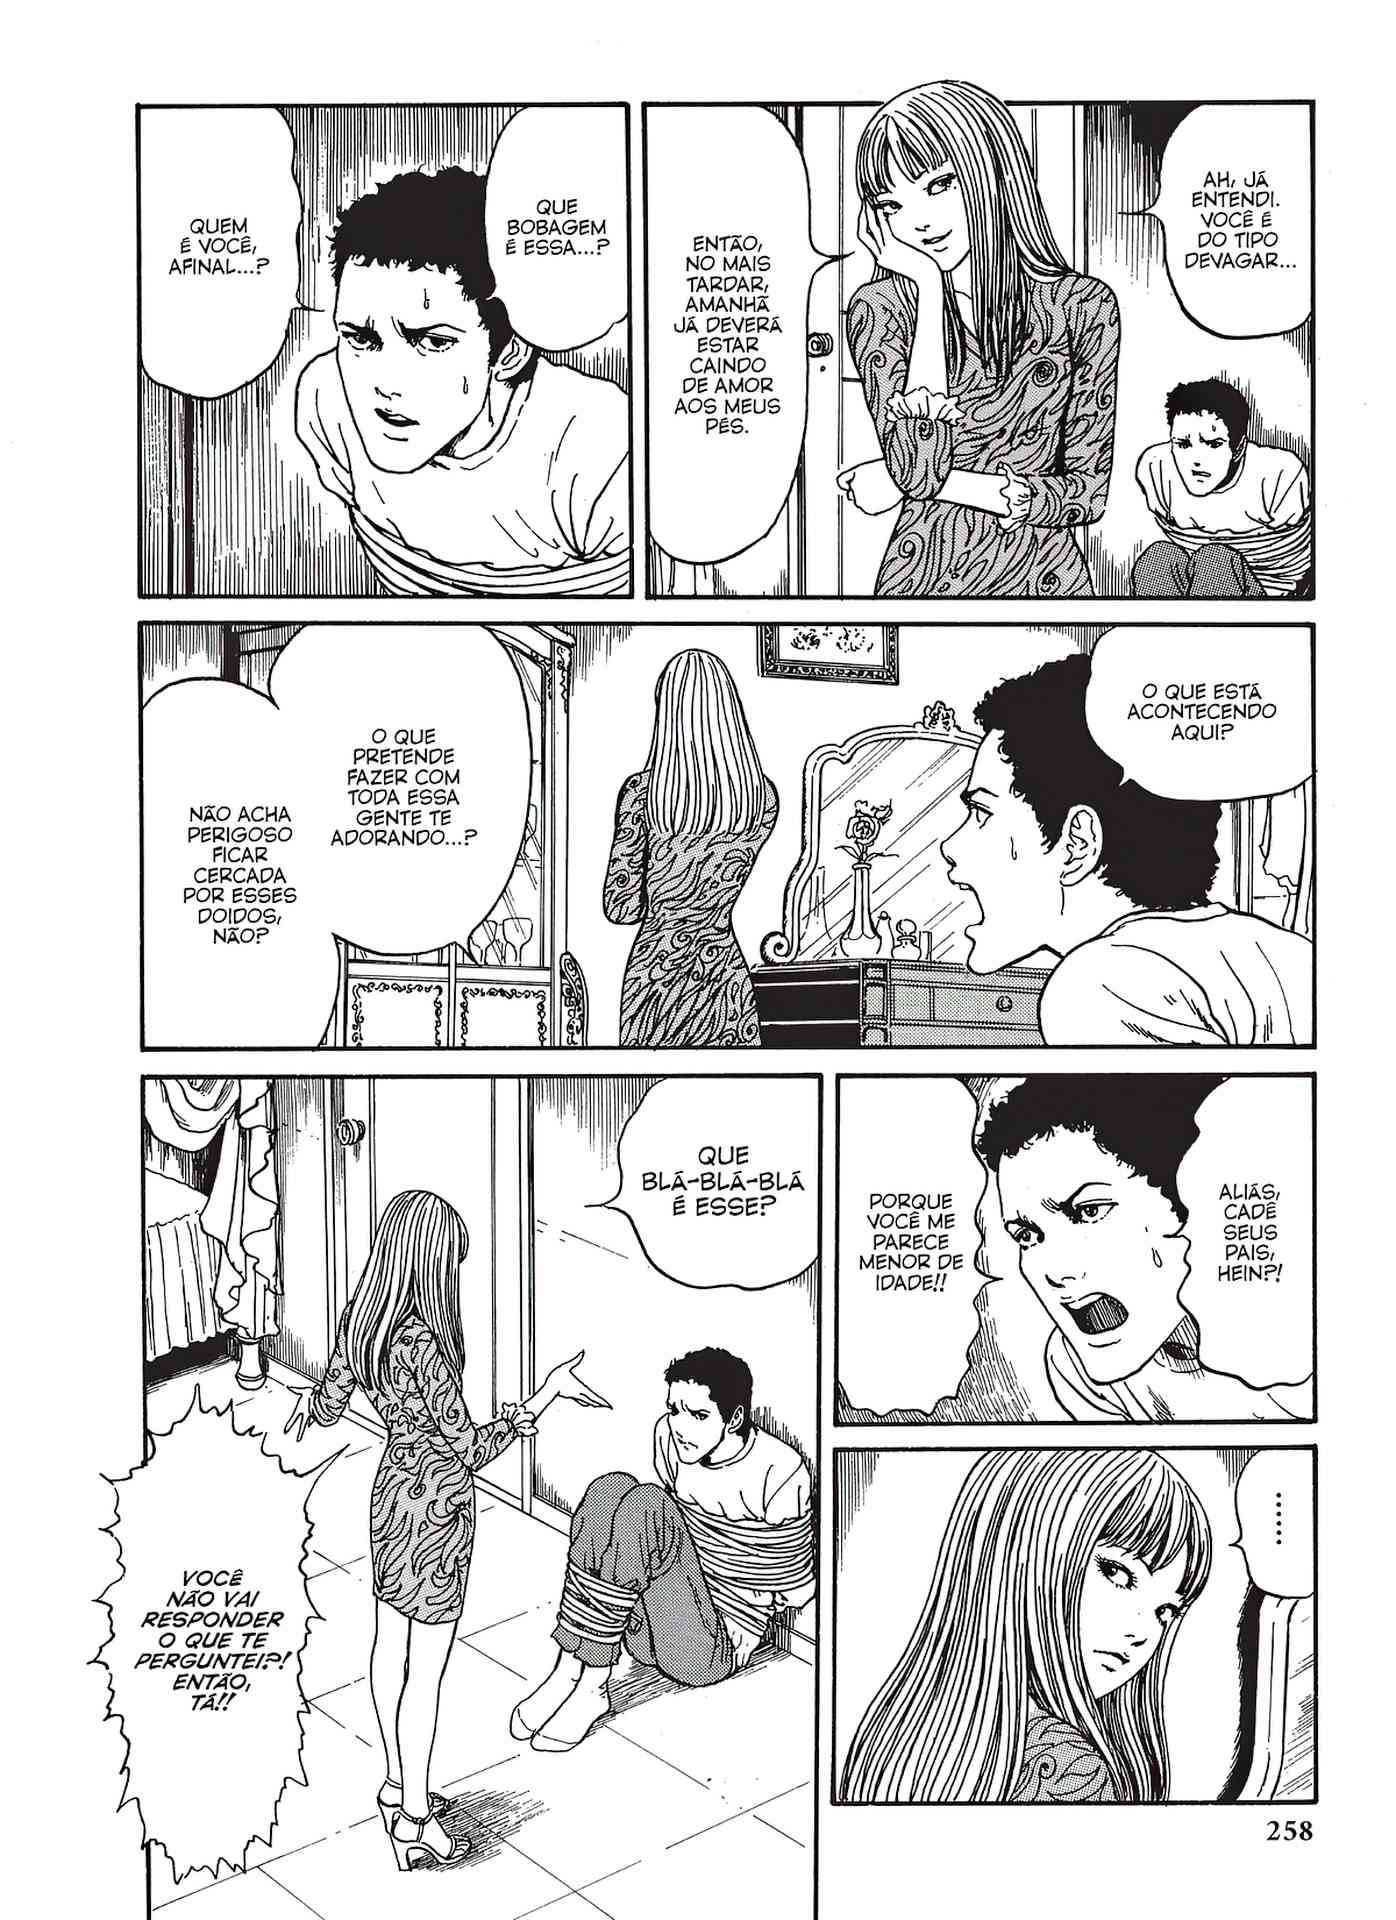 AH, JÁ
ENTENDI.
VOCÊ É
DO TIPO
DEVAGAR...
ENTÃO,
NO MAIS
TARDAR,
AMANHÃ
JÁ DEVERÁ
ESTAR
CAINDO
DE AMOR
AOS MEUS
PÉS.
QUE
BOBAGEM
É ESSA...?
QUEM
É VOCÊ,
AFINAL...?
O QUE ESTÁ
ACONTECENDO
AQUI?
O QUE
PRETENDE
FAZER COM
TODA ESSA
GENTE TE
ADORANDO...?
NÃO ACHA
PERIGOSO
FICAR
CERCADA
POR ESSES
DOIDOS,
NÃO?
ALIÁS,
CADÊ
SEUS
PAIS,
HEIN?!
PORQUE
VOCÊ ME
PARECE
MENOR DE
IDADE!!
......
QUE
BLÁ-BLÁ-BLÁ
É ESSE?
VOCÊ
NÃO VAI
RESPONDER
O QUE TE
PERGUNTEI?!
ENTÃO,
TÁ!!
258